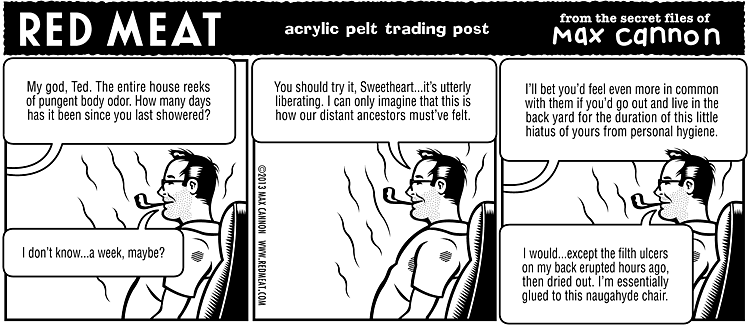 RED MEAT
acrylic pelt trading post
from the secret files of
Max cannon
My god, Ted. The entire house reeks
of pungent body odor. How many days
has it been since you last showered?
I don't know...a week, maybe?
You should try it, Sweetheart...it's utterly
liberating. I can only imagine that this is
how our distant ancestors must've felt.
©2013 MAX CANNON WWW.REDMEAT.COM
I'll bet you'd feel even more in common
with them if you'd go out and live in the
back yard for the duration of this little
hiatus of yours from personal hygiene.
I would...except the filth ulcers
on my back erupted hours ago,
then dried out. I'm essentially
glued to this naugahyde chair.